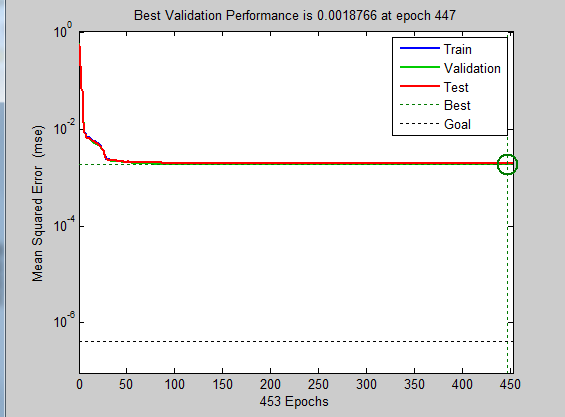 Best Validation Performance is 0.0018766 at epoch 447
Mean Squared Error (mse)
10^0
10^-2
10^-4
10^-6
Train
Validation
Test
Best
Goal
0 50 100 150 200 250 300 350 400 450
453 Epochs